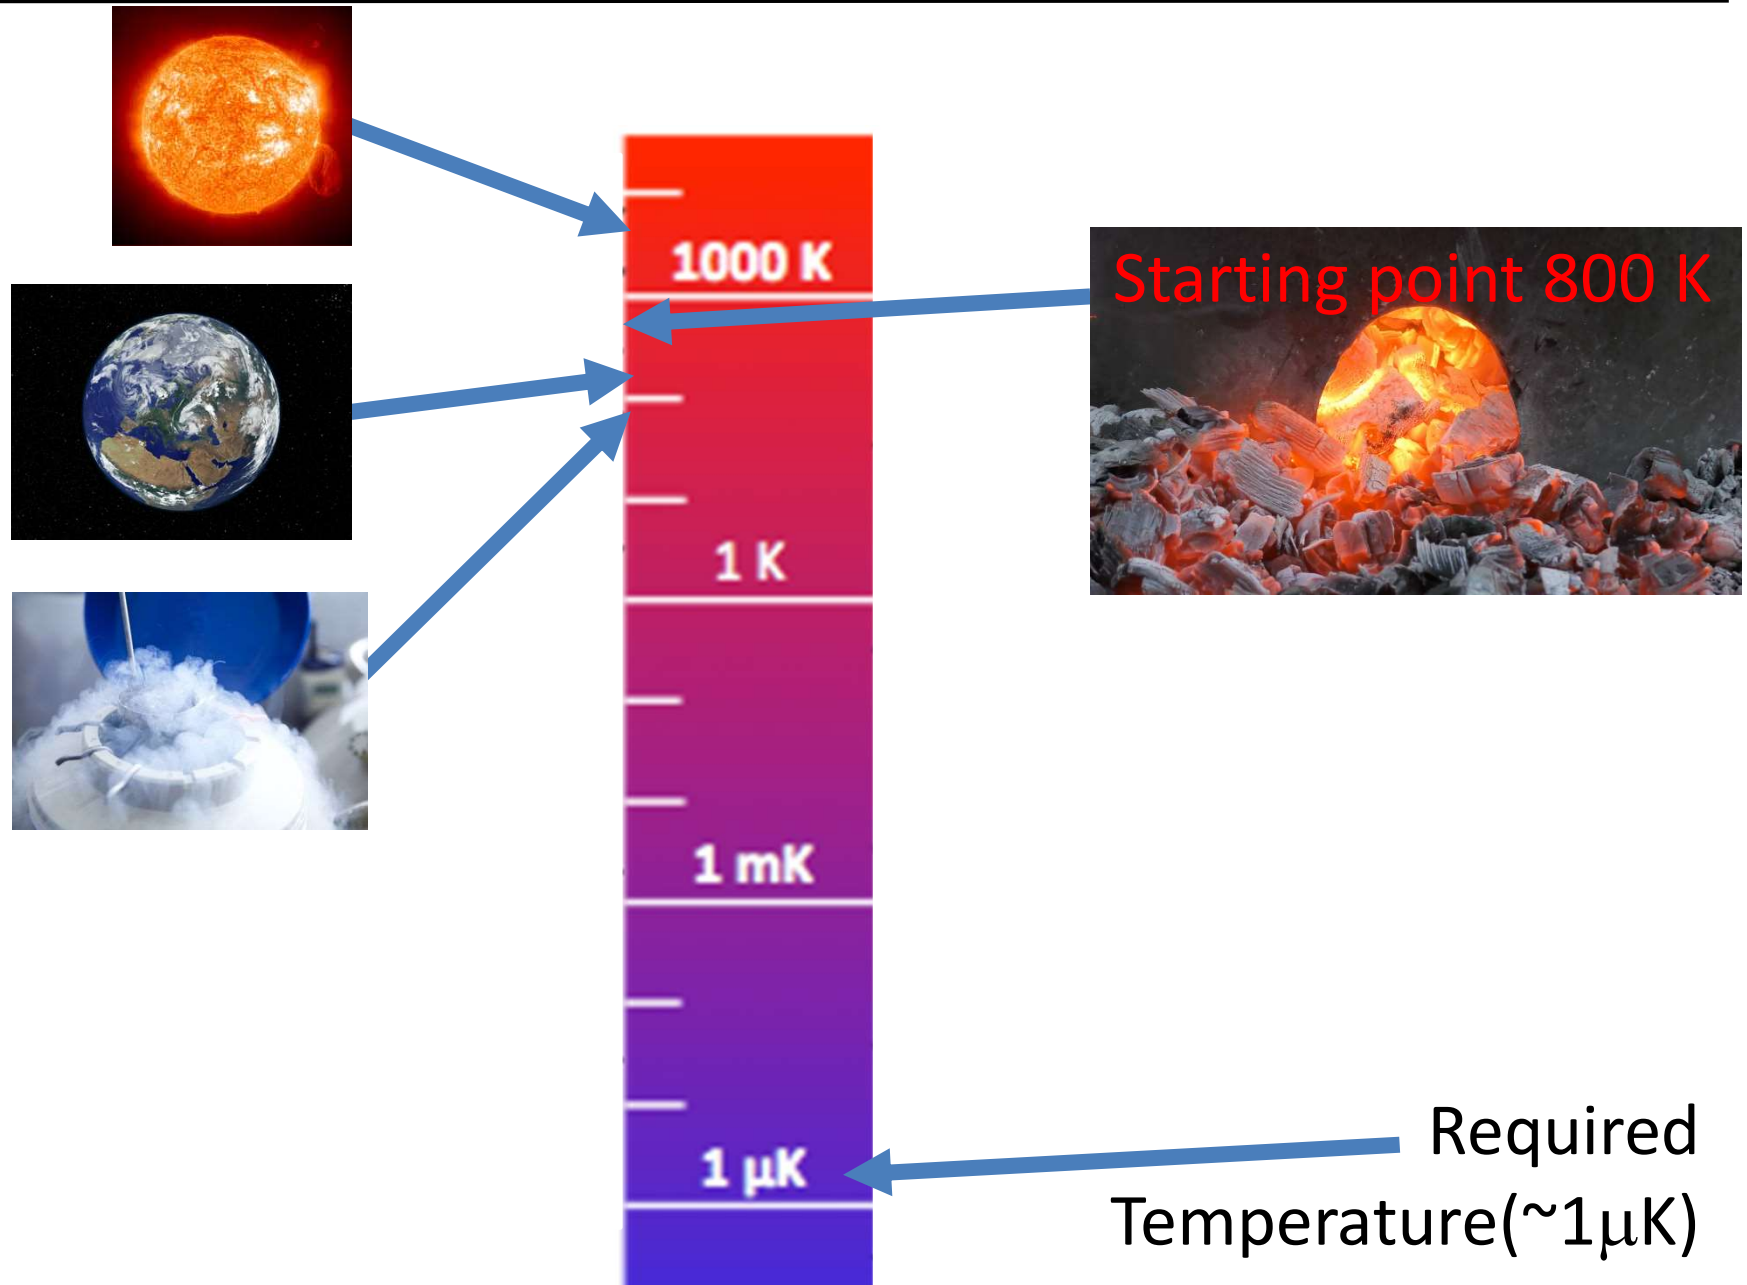 1000 K
Starting point 800 K
1 K
1 mK
1 μK
Required
Temperature(~1μK)